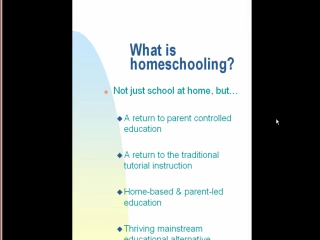 What is
homeschooling?
Not just school at home, but…
A return to parent controlled
education
A return to the traditional
tutorial instruction
Home-based & parent-led
education
Thriving mainstream
educational alternative